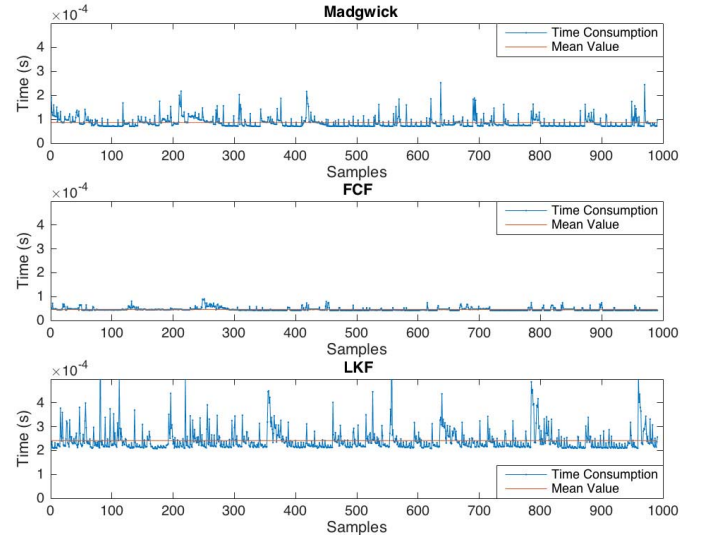 Madgwick
×10⁻⁴
5
4
3
2
1
0
Time (s)
Time Consumption
Mean Value
0 100 200 300 400 500 600 700 800 900 1000
Samples
FCF
×10⁻⁴
5
4
3
2
1
0
Time (s)
Time Consumption
Mean Value
0 100 200 300 400 500 600 700 800 900 1000
Samples
LKF
×10⁻⁴
4
3
2
1
0
Time (s)
Time Consumption
Mean Value
0 100 200 300 400 500 600 700 800 900 1000
Samples